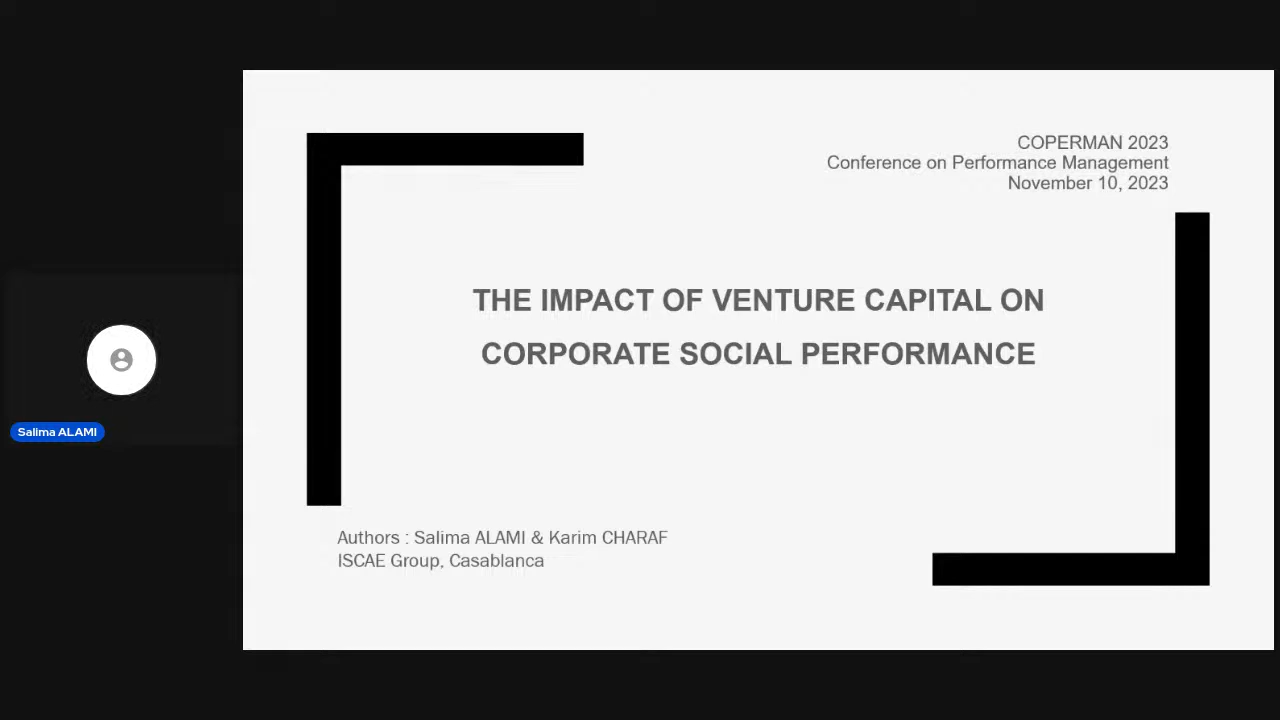 COPERMAN 2023
Conference on Performance Management
November 10, 2023
THE IMPACT OF VENTURE CAPITAL ON
CORPORATE SOCIAL PERFORMANCE
Salima ALAMI
Authors : Salima ALAMI & Karim CHARAF
ISCAE Group, Casablanca